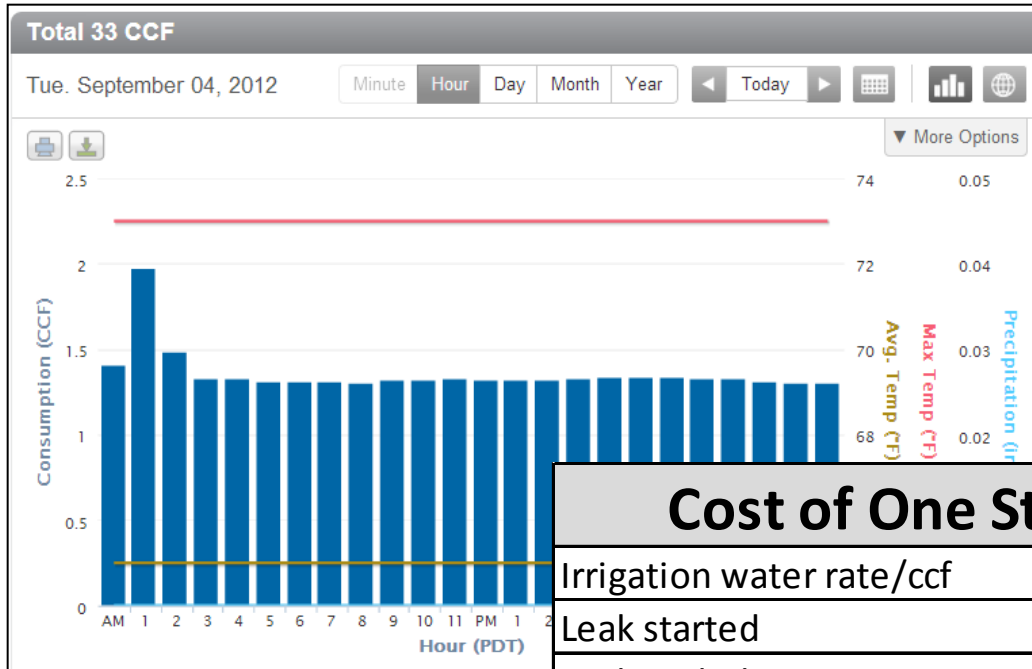 Total 33 CCF
Tue. September 04, 2012
Minute Hour Day Month Year Today
More Options
2.5 74 0.05
2 72 0.04
1.5 70 0.03
1 68 0.02
0.5
0
Consumption (CCF)
Avg. Temp (°F)
Max Temp (°F)
Precipitation
AM 1 2 3 4 5 6 7 8 9 10 11 PM 1 2
Hour (PDT)
Cost of One
Irrigation water rate/ccf
Leak started